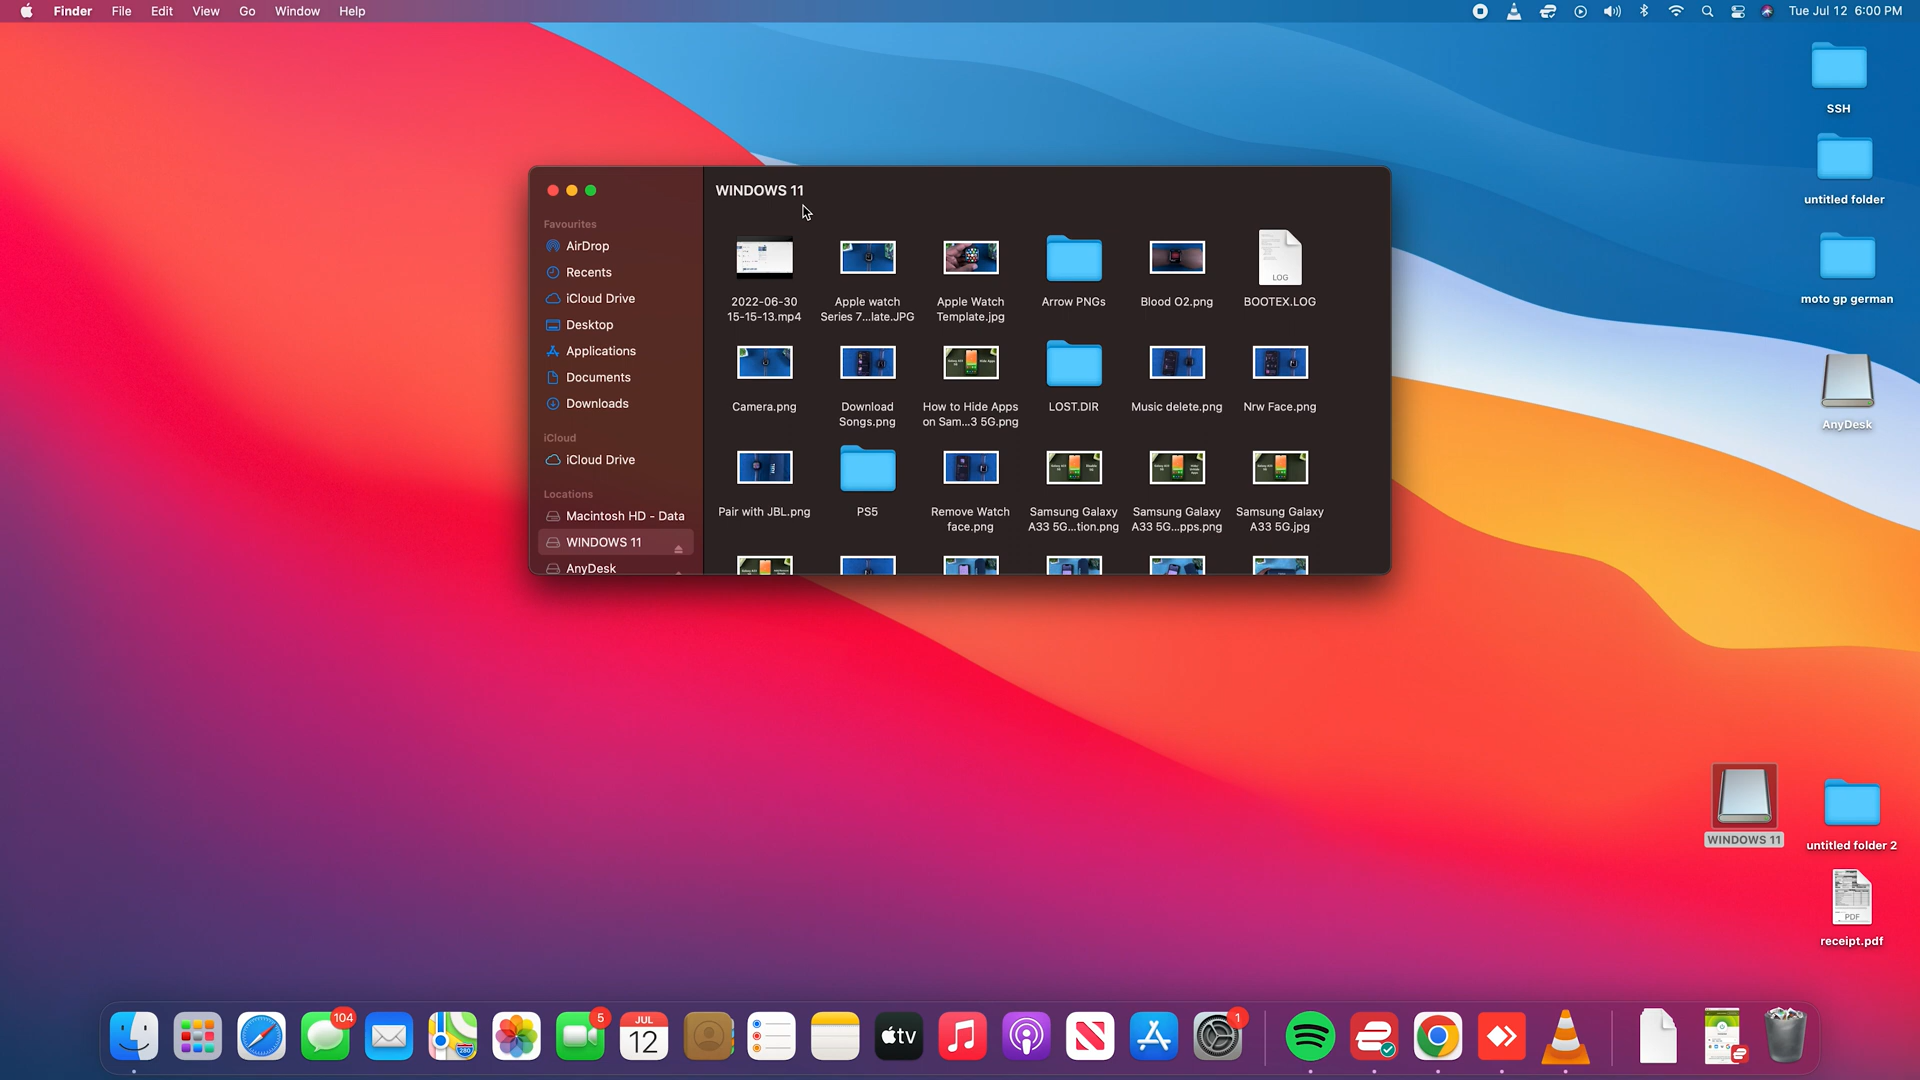 Finder File Edit View Go Window Help
Tue Jul 12 6:00 PM
SSH
untitled folder
moto gp german
AnyDesk
WINDOWS 11
untitled folder 2
PDF
receipt.pdf
Favourites
AirDrop
Recents
iCloud Drive
Desktop
Applications
Documents
Downloads
iCloud
iCloud Drive
Locations
Macintosh HD - Data
WINDOWS 11
AnyDesk
WINDOWS 11
LOG
2022-06-30
15-15-13.mp4
Apple watch
Series 7...late.JPG
Apple Watch
Template.jpg
Arrow PNGs
Blood O2.png
BOOTEX.LOG
Camera.png
Download
Songs.png
How to Hide Apps
on Sam...3 5G.png
LOST.DIR
Music delete.png
Nrw Face.png
Pair with JBL.png
PS5
Remove Watch
face.png
Samsung Galaxy
A33 5G...tion.png
Samsung Galaxy
A33 5G...pps.png
Samsung Galaxy
A33 5G.jpg
104
280
5
JUL
12
tv
1